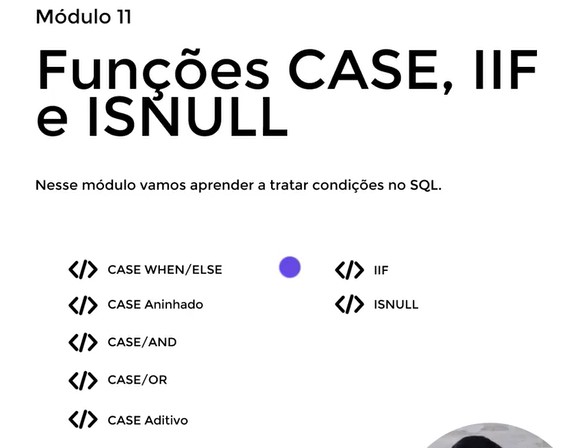 Módulo 11
Funções CASE, IIF
e ISNULL
Nesse módulo vamos aprender a tratar condições no SQL.
</> CASE WHEN/ELSE
</> CASE Aninhado
</> CASE/AND
</> CASE/OR
</> CASE Aditivo
</> IIF
</> ISNULL